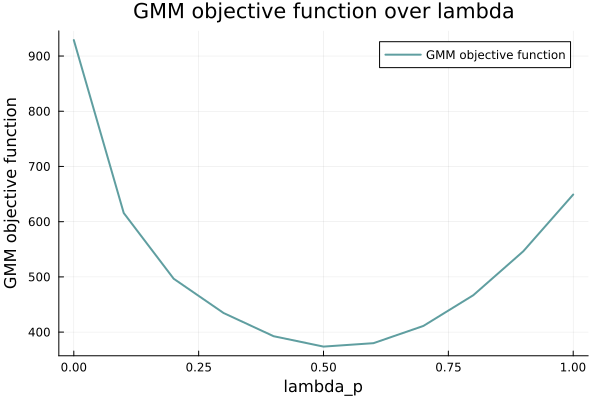 GMM objective function over lambda
GMM objective function
GMM objective function
900
800
700
600
500
400
0.00
0.25
0.50
0.75
1.00
lambda_p